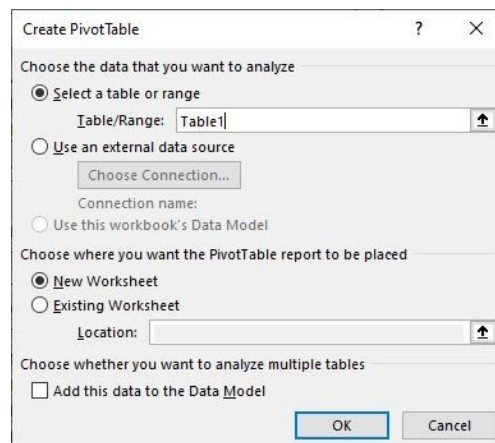 Create PivotTable ? ×
Choose the data that you want to analyze
Select a table or range
Table/Range: Table1
Use an external data source
Choose Connection...
Connection name:
Use this workbook's Data Model
Choose where you want the PivotTable report to be placed
New Worksheet
Existing Worksheet
Location:
Choose whether you want to analyze multiple tables
Add this data to the Data Model
OK Cancel